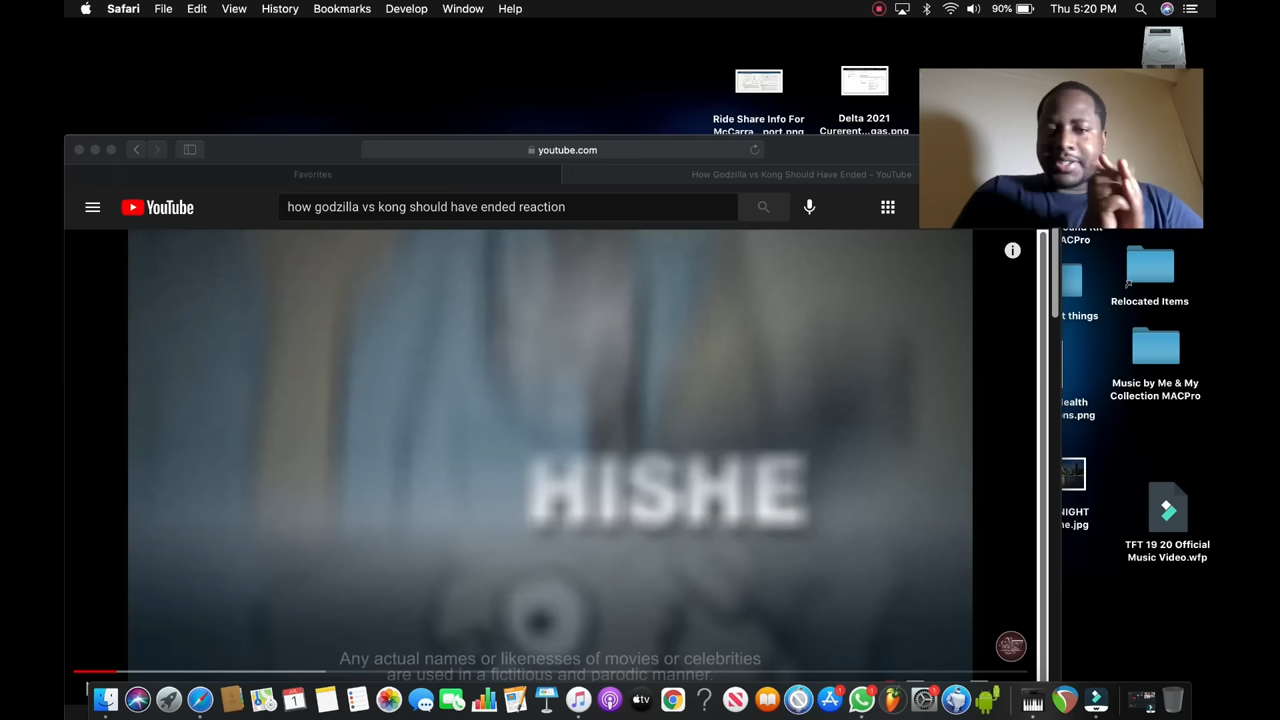 Safari File Edit View History Bookmarks Develop Window Help
90% Thu 5:20 PM
Ride Share Info For
McCarra...port.png
Delta 2021
Curerent...gas.png
youtube.com
Favorites
How Godzilla vs Kong Should Have Ended - YouTube
YouTube
how godzilla vs kong should have ended reaction
ACPro
Relocated Items
t things
Music by Me & My
Collection MACPro
ealth
ns.png
HISHE
NIGHT
ne.jpg
TFT 19 20 Official
Music Video.wfp
Any actual names or likenesses of movies or celebrities
are used in a fictitious and parodic manner.